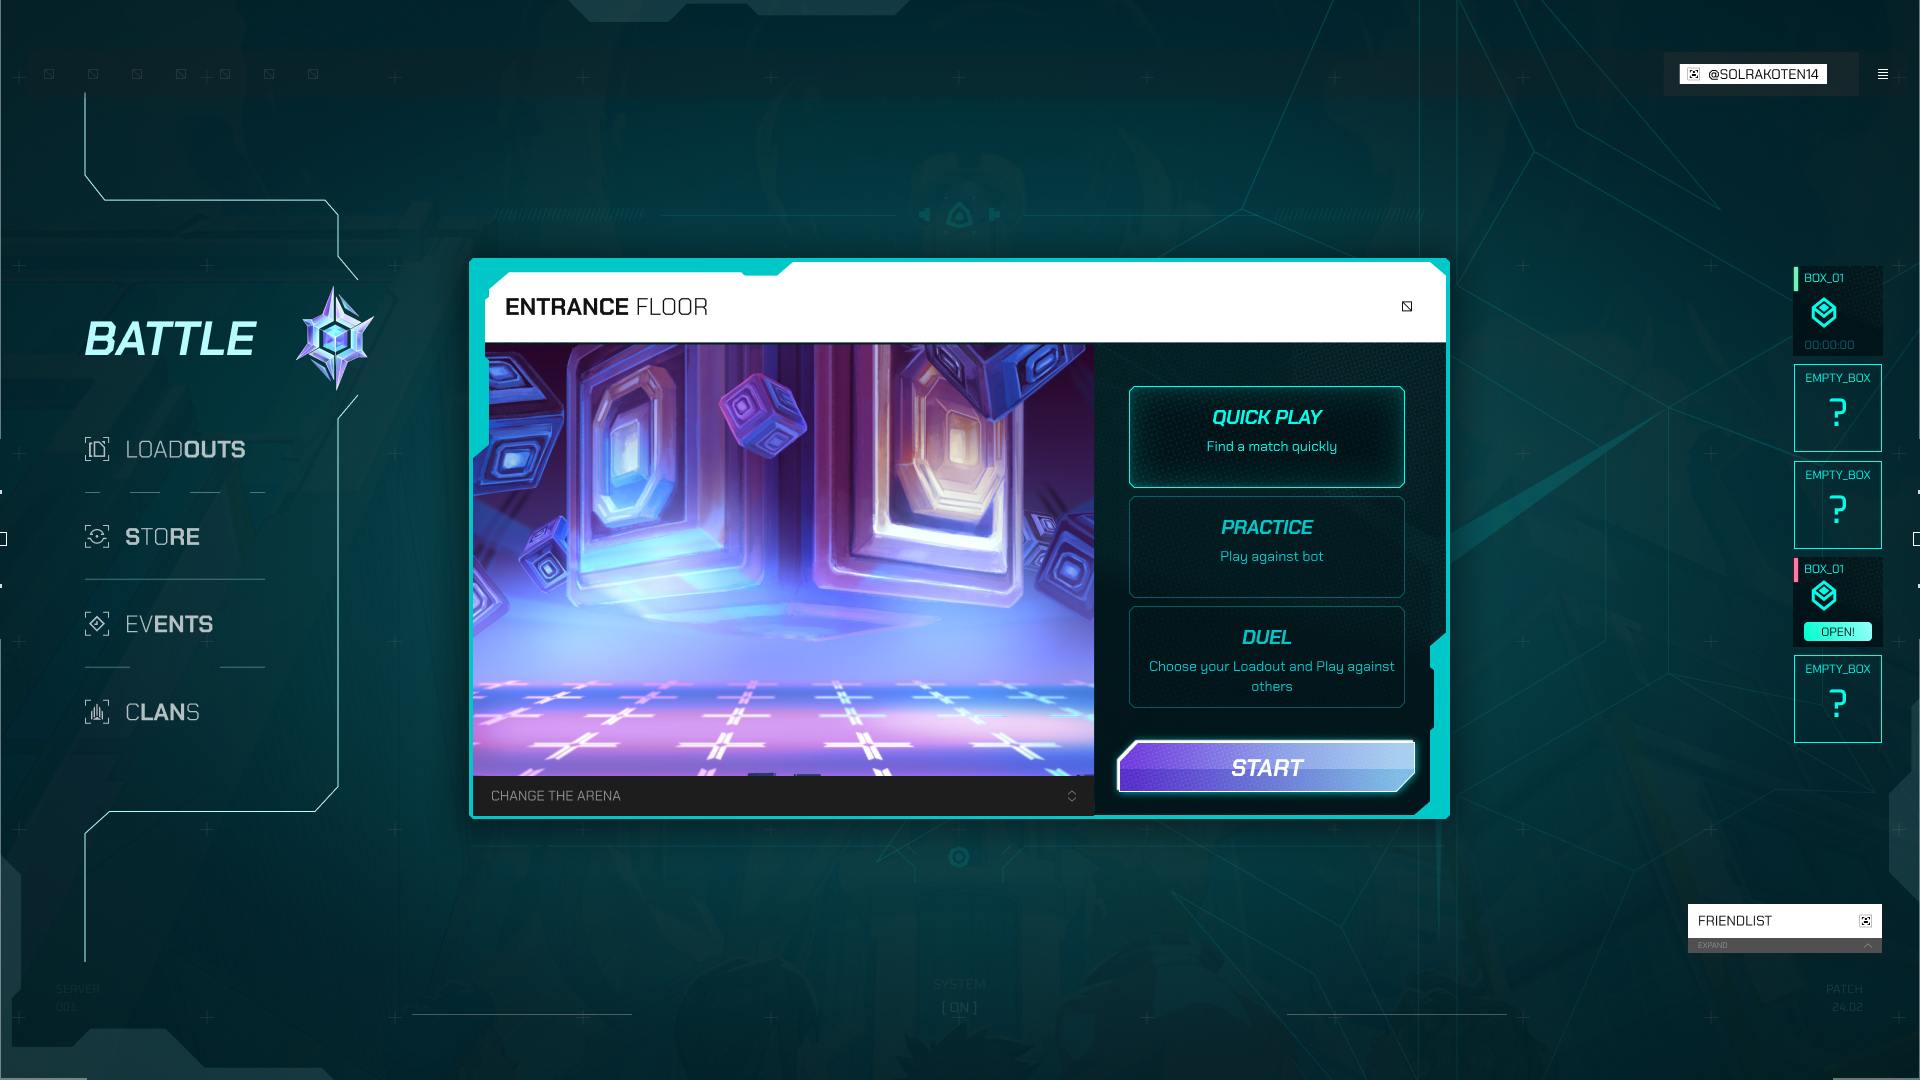 @SOLRAKOTEN14
BATTLE
LOADOUTS
STORE
EVENTS
CLANS
ENTRANCE FLOOR
QUICK PLAY
Find a match quickly
PRACTICE
Play against bot
DUEL
Choose your Loadout and Play against
others
START
CHANGE THE ARENA
BOX_01
00:00:00
EMPTY_BOX
?
EMPTY_BOX
?
BOX_01
OPEN!
EMPTY_BOX
?
FRIENDLIST
EXPAND
SERVER
001
SYSTEM
[ ON ]
PATCH
24.02